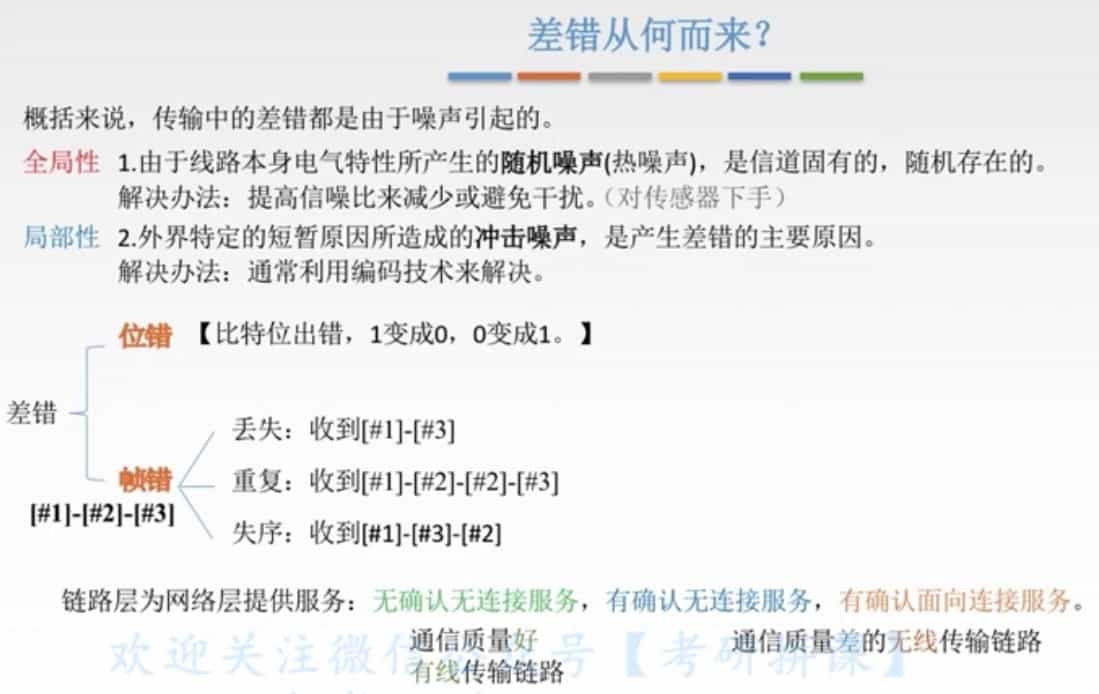 差错从何而来？
概括来说，传输中的差错都是由于噪声引起的。
全局性 1.由于线路本身电气特性所产生的随机噪声(热噪声)，是信道固有的，随机存在的。
解决办法：提高信噪比来减少或避免干扰。（对传感器下手）
局部性 2.外界特定的短暂原因所造成的冲击噪声，是产生差错的主要原因。
解决办法：通常利用编码技术来解决。
位错 【比特位出错，1变成0，0变成1。】
差错
丢失：收到[#1]-[#3]
帧错
重复：收到[#1]-[#2]-[#2]-[#3]
[#1]-[#2]-[#3]
失序：收到[#1]-[#3]-[#2]
链路层为网络层提供服务：无确认无连接服务，有确认无连接服务，有确认面向连接服务。
通信质量好 通信质量差的无线传输链路
有线传输链路
欢迎关注微信 号【考研拼课】